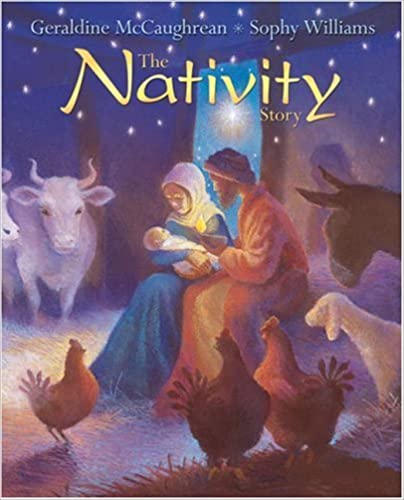 Geraldine McCaughrean * Sophy Williams
The
Nativity
Story